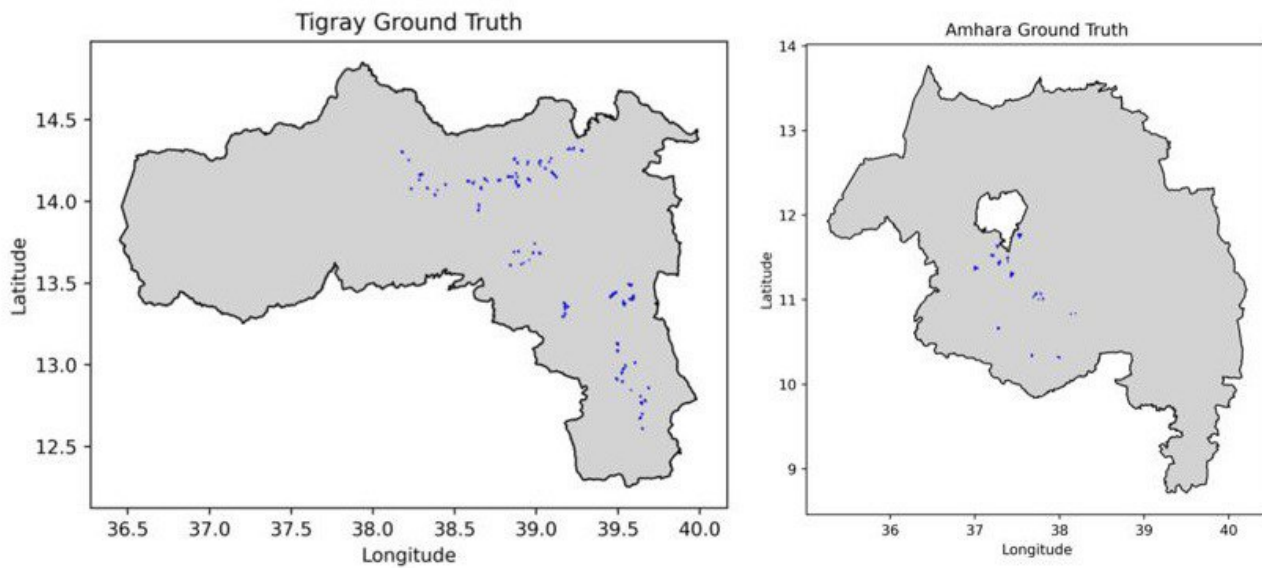 Tigray Ground Truth
14.5
14.0
13.5
13.0
12.5
Latitude
36.5 37.0 37.5 38.0 38.5 39.0 39.5 40.0
Longitude
Amhara Ground Truth
14
13
12
11
10
9
Latitude
36 37 38 39 40
Longitude